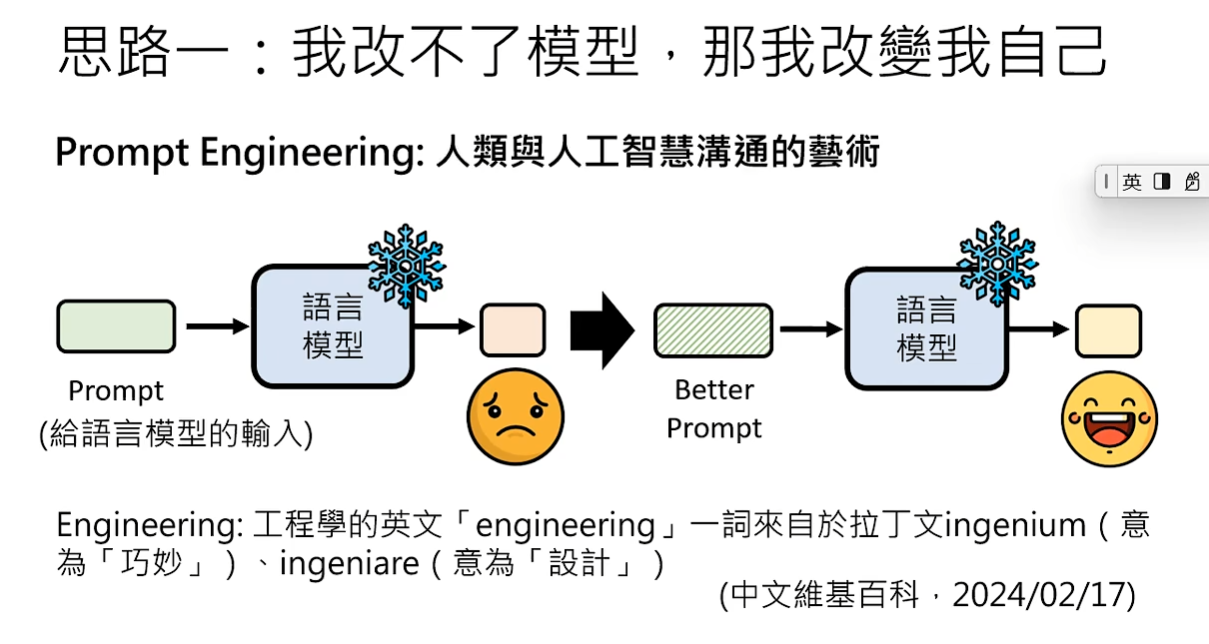 思路一：我改不了模型，那我改變我自己
Prompt Engineering: 人類與人工智慧溝通的藝術
英
語言
模型
語言
模型
Prompt
(給語言模型的輸入)
Better
Prompt
Engineering: 工程學的英文「engineering」一詞來自於拉丁文ingenium（意
為「巧妙」）、ingeniare（意為「設計」）
(中文維基百科，2024/02/17)